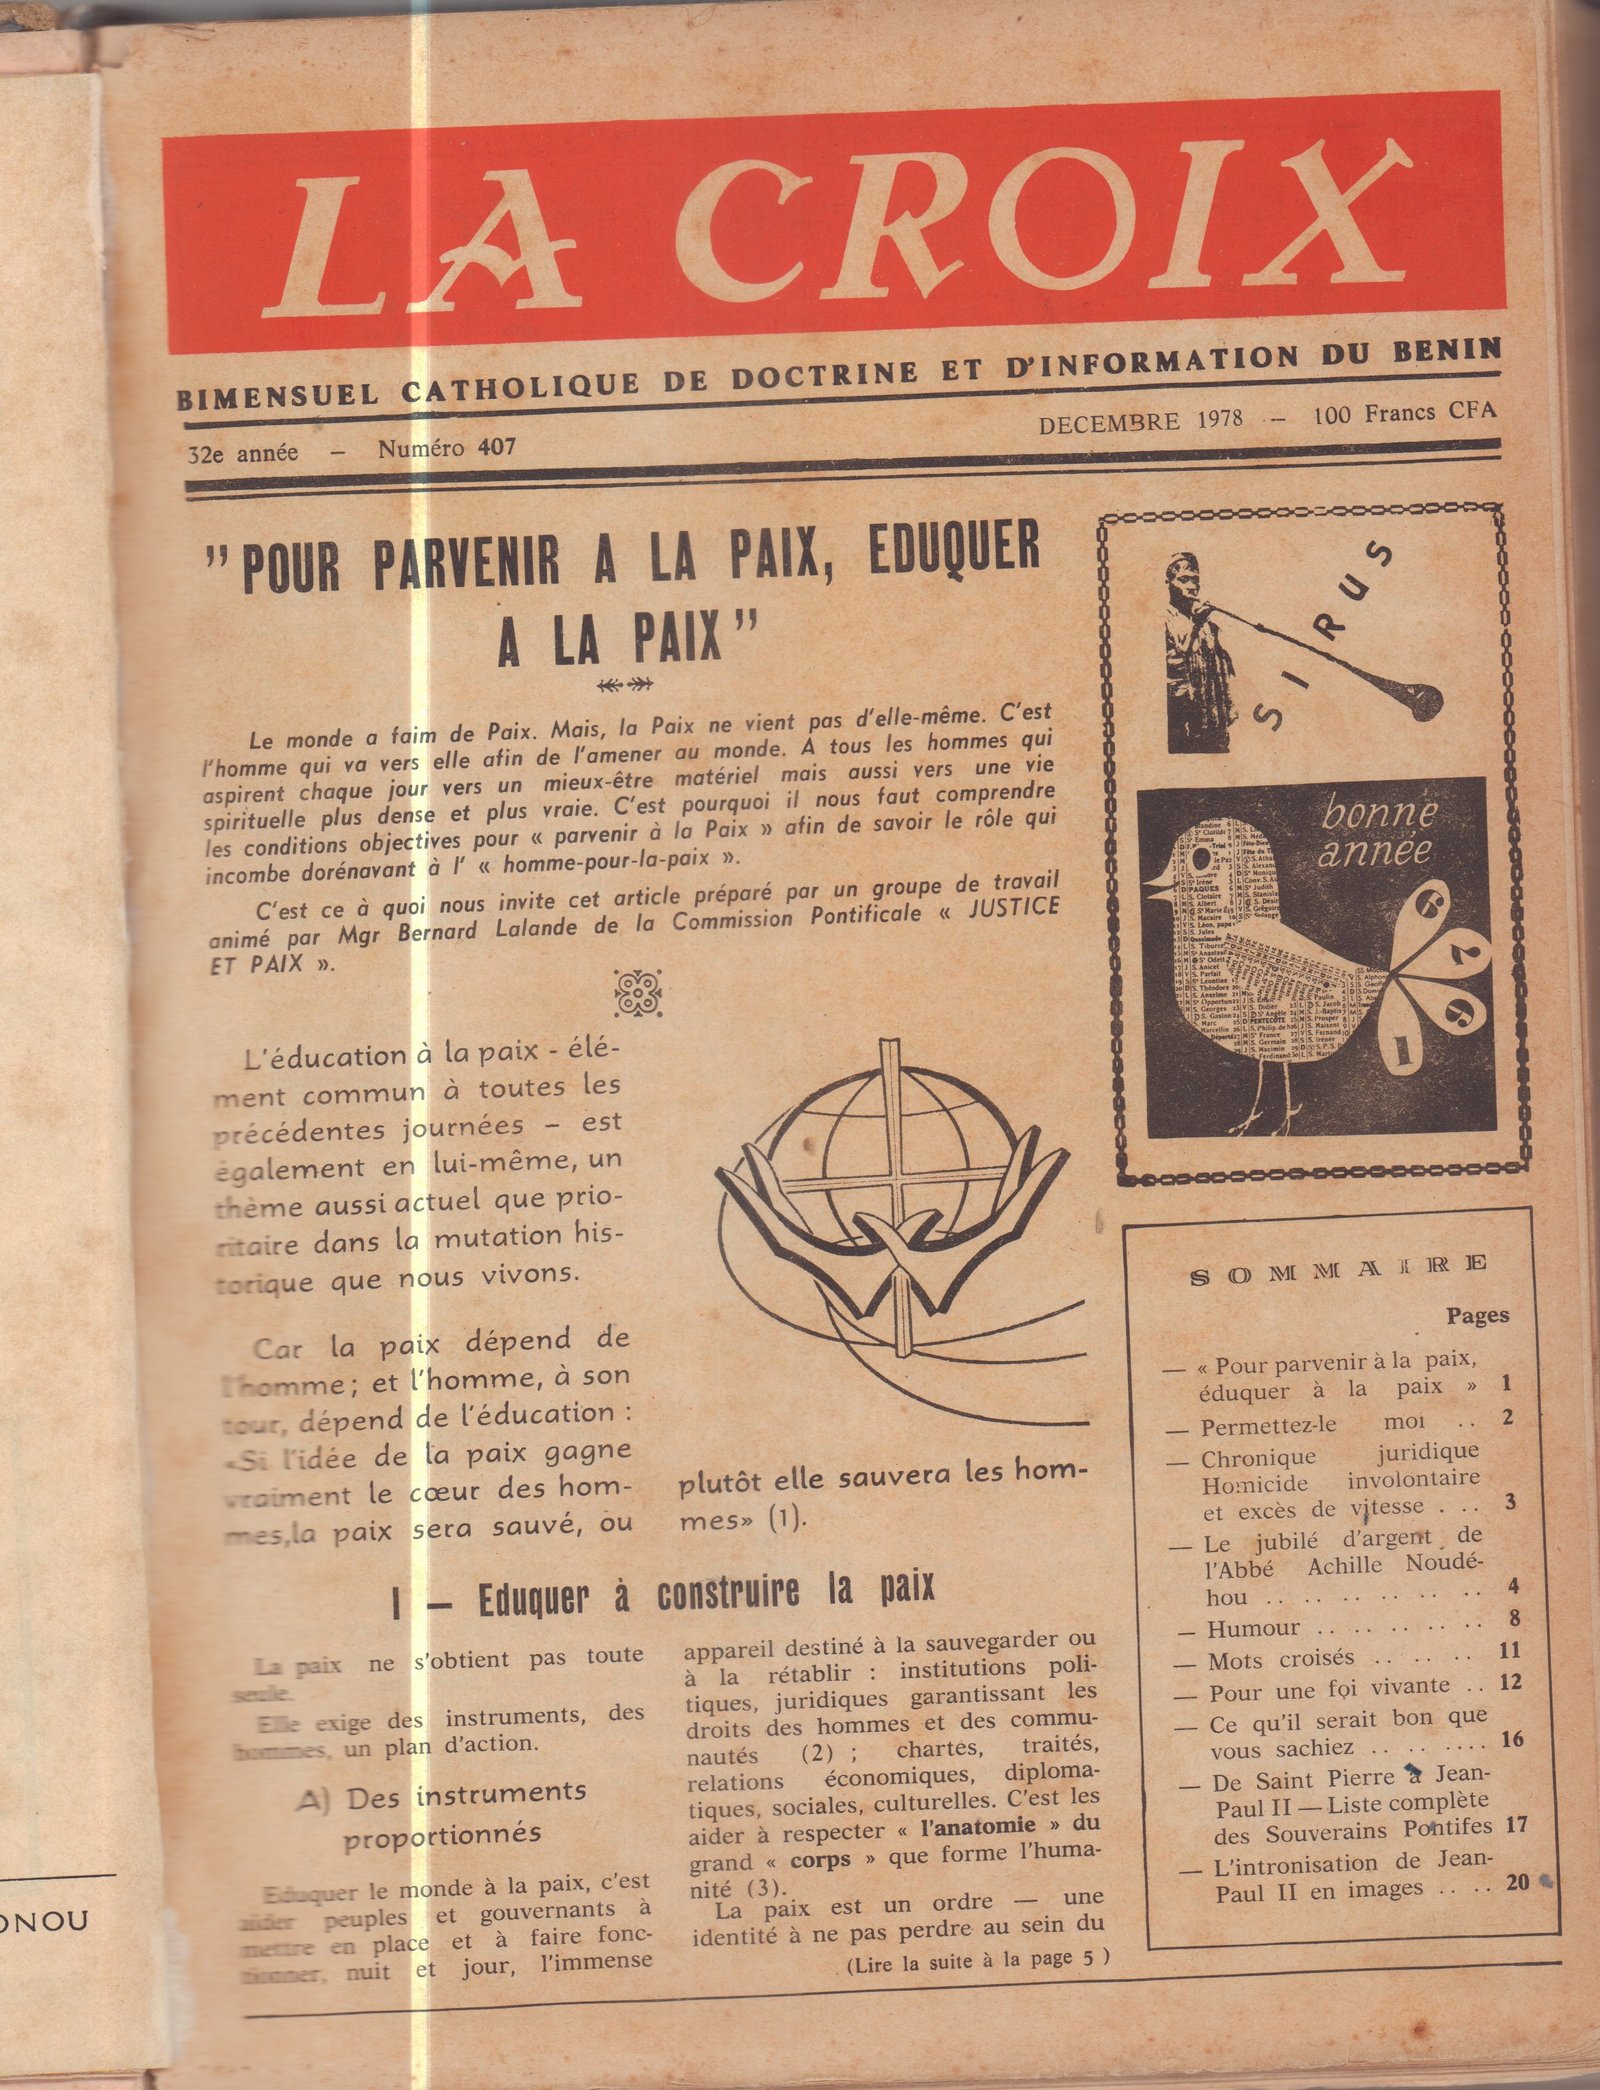 LA CROIX
BIMENSUEL CATHOLIQUE DE DOCTRINE ET D'INFORMATION DU BENIN
32e année — Numéro 407
DECEMBRE 1978 — 100 Francs CFA
"POUR PARVENIR A LA PAIX, EDUQUER
A LA PAIX"
Le monde a faim de Paix. Mais, la Paix ne vient pas d'elle-même. C'est
l'homme qui va vers elle afin de l'amener au monde. A tous les hommes qui
aspirent chaque jour vers un mieux-être matériel mais aussi vers une vie
spirituelle plus dense et plus vraie. C'est pourquoi il nous faut comprendre
les conditions objectives pour « parvenir à la Paix » afin de savoir le rôle qui
incombe dorénavant à l' « homme-pour-la-paix ».
C'est ce à quoi nous invite cet article préparé par un groupe de travail
animé par Mgr Bernard Lalande de la Commission Pontificale « JUSTICE
ET PAIX ».
L'éducation à la paix - élé-
ment commun à toutes les
précédentes journées – est
également en lui-même, un
thème aussi actuel que prio-
ritaire dans la mutation his-
torique que nous vivons.
Car la paix dépend de
l'homme; et l'homme, à son
tour, dépend de l'éducation :
«Si l'idée de la paix gagne
vraiment le cœur des hom-
mes,la paix sera sauvé, ou
plutôt elle sauvera les hom-
mes» (1).
I — Eduquer à construire la paix
La paix ne s'obtient pas toute
seule.
Elle exige des instruments, des
hommes, un plan d'action.
A) Des instruments
proportionnés
Eduquer le monde à la paix, c'est
aider peuples et gouvernants à
mettre en place et à faire fonc-
tionner, nuit et jour, l'immense
appareil destiné à la sauvegarder ou
à la rétablir : institutions poli-
tiques, juridiques garantissant les
droits des hommes et des commu-
nautés (2) ; chartes, traités,
relations économiques, diploma-
tiques, sociales, culturelles. C'est les
aider à respecter « l'anatomie » du
grand « corps » que forme l'huma-
nité (3).
La paix est un ordre — une
identité à ne pas perdre au sein du
(Lire la suite à la page 5 )
SIRUS
bonne
année
1
SOMMAIRE
Pages
— « Pour parvenir à la paix,
éduquer à la paix » 1
— Permettez-le moi .. 2
— Chronique juridique
Homicide involontaire
et excès de vitesse . .. 3
— Le jubilé d'argent de
l'Abbé Achille Noudé-
hou .. .. .. .. .. .. 4
— Humour .. .. .. .. .. 8
— Mots croisés .. .. .. 11
— Pour une foi vivante .. 12
— Ce qu'il serait bon que
vous sachiez .. .. .... 16
— De Saint Pierre à Jean-
Paul II — Liste complète
des Souverains Pontifes 17
— L'intronisation de Jean-
Paul II en images .. .. 20
ONOU